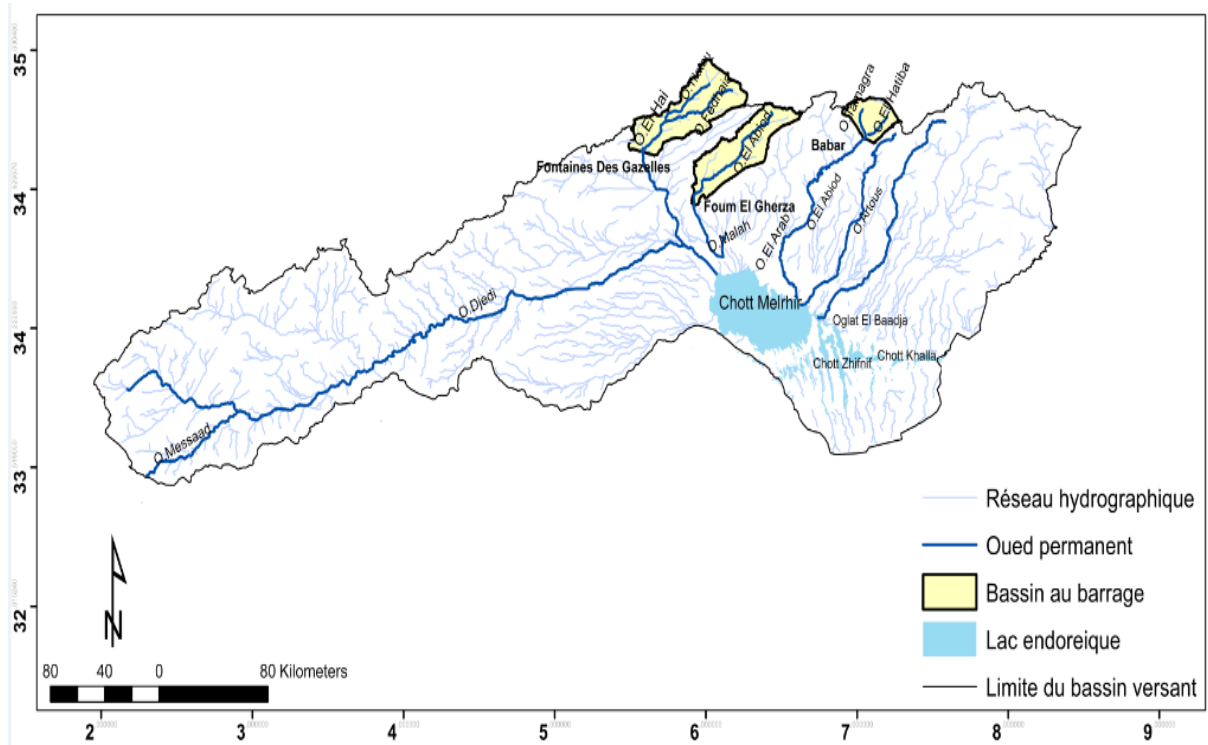 O.El Hai
O.Fedhala
O.El Abiod
O.El Hatiba
Babar
Fontaines Des Gazelles
Foum El Gherza
O.Malah
O.El Arab
O.El Abiod
O.Djedi
O.Messaad
Chott Melrhir
Oglat El Baadja
Chott Zhifnif
Chott Khalla
35
34
34
33
32
80 40 0 80 Kilometers
N
2 3 4 5 6 7 8 9
Réseau hydrographique
Oued permanent
Bassin au barrage
Lac endoreique
Limite du bassin versant